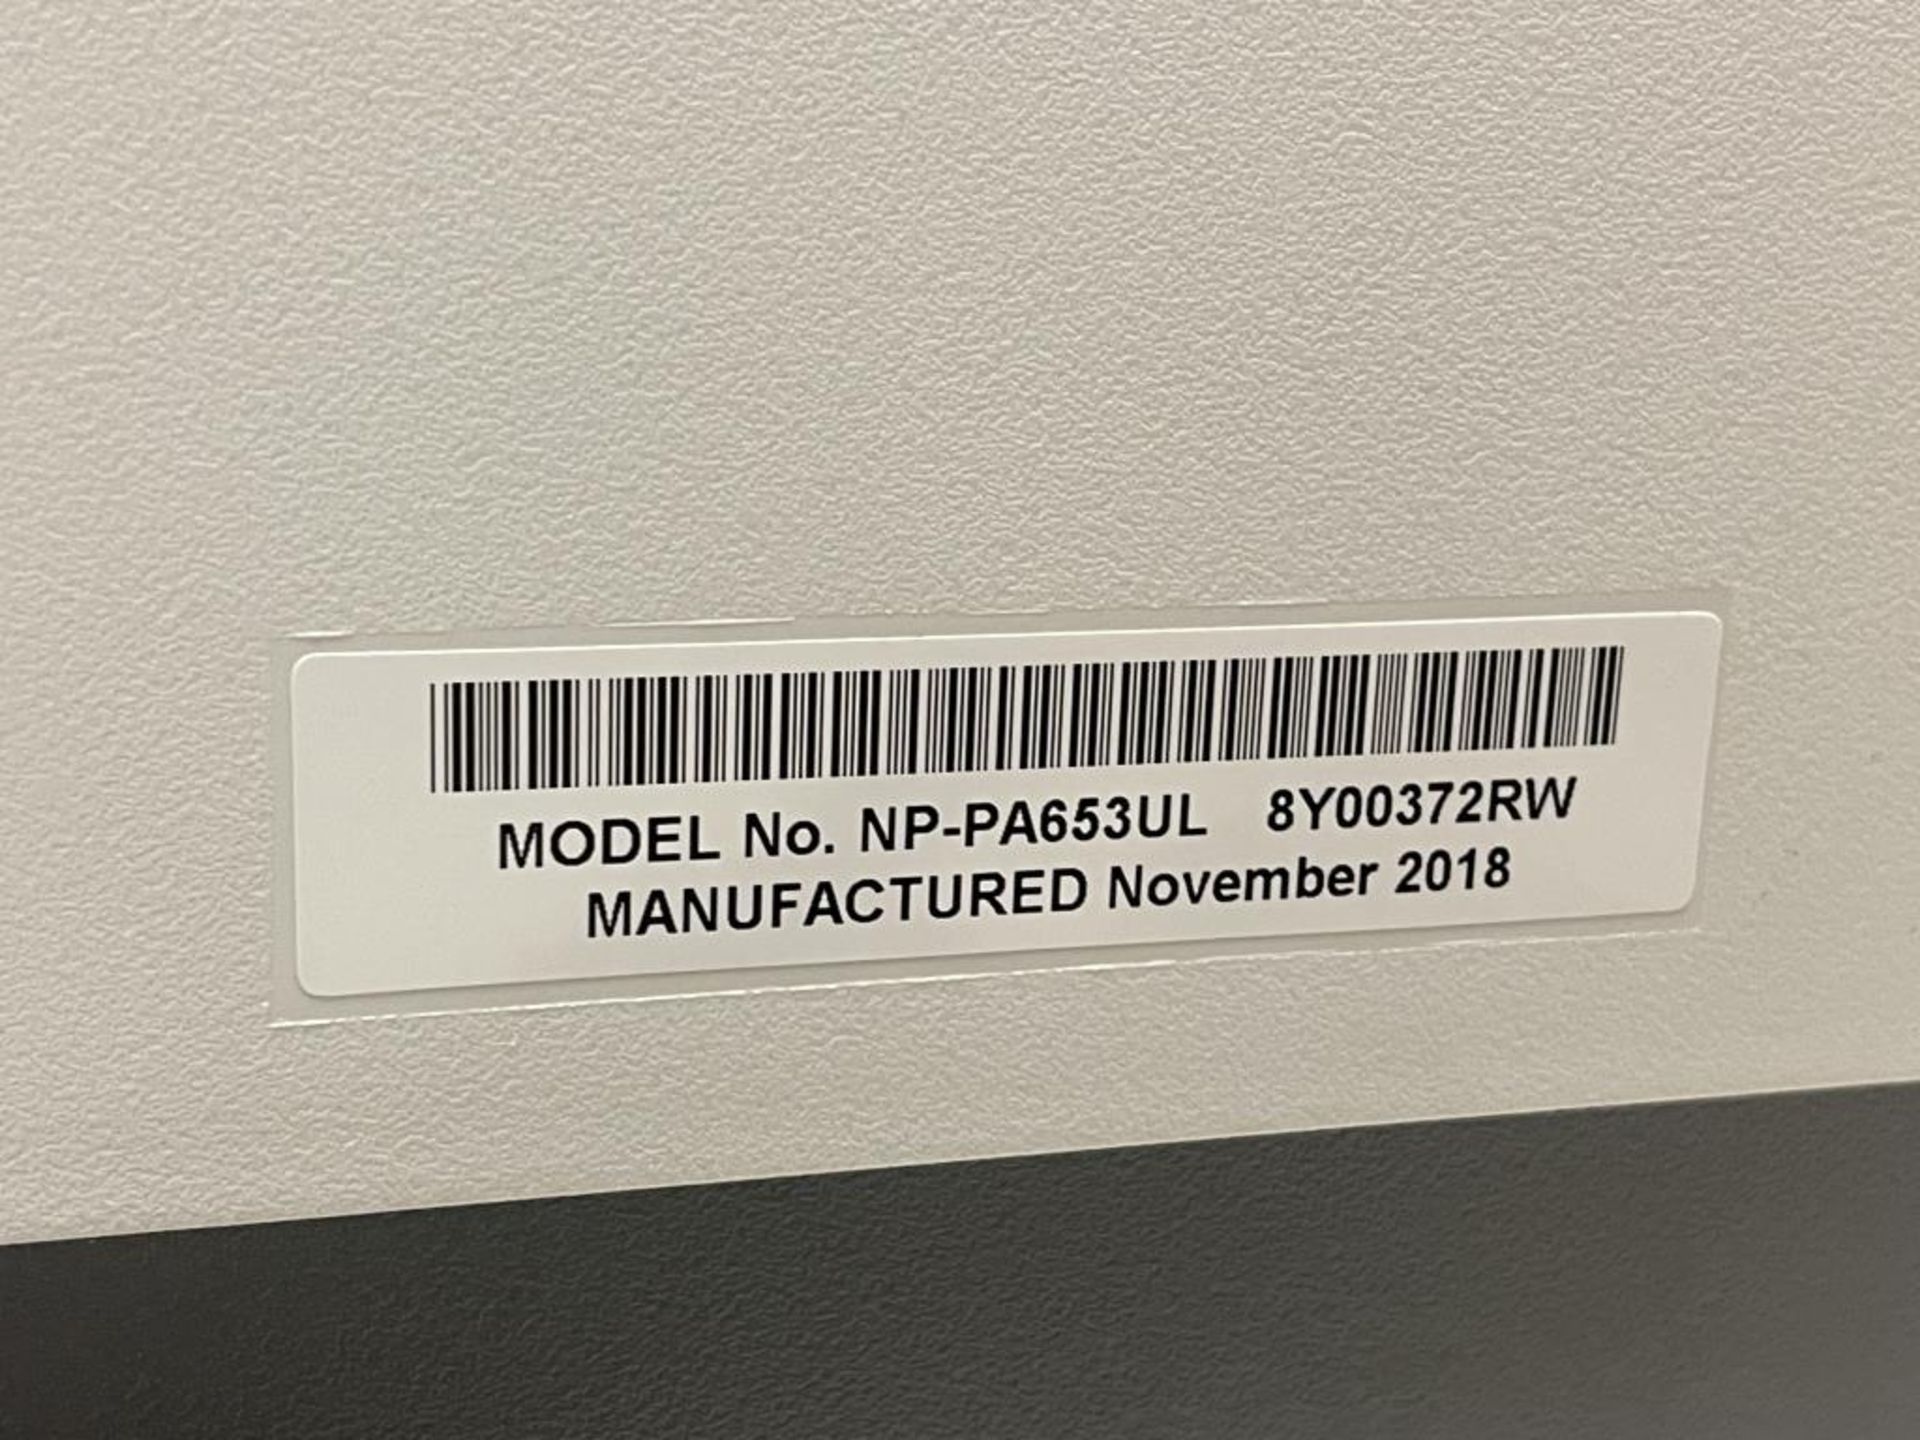 MODEL No. NP-PA653UL 8Y00372RW
MANUFACTURED November 2018